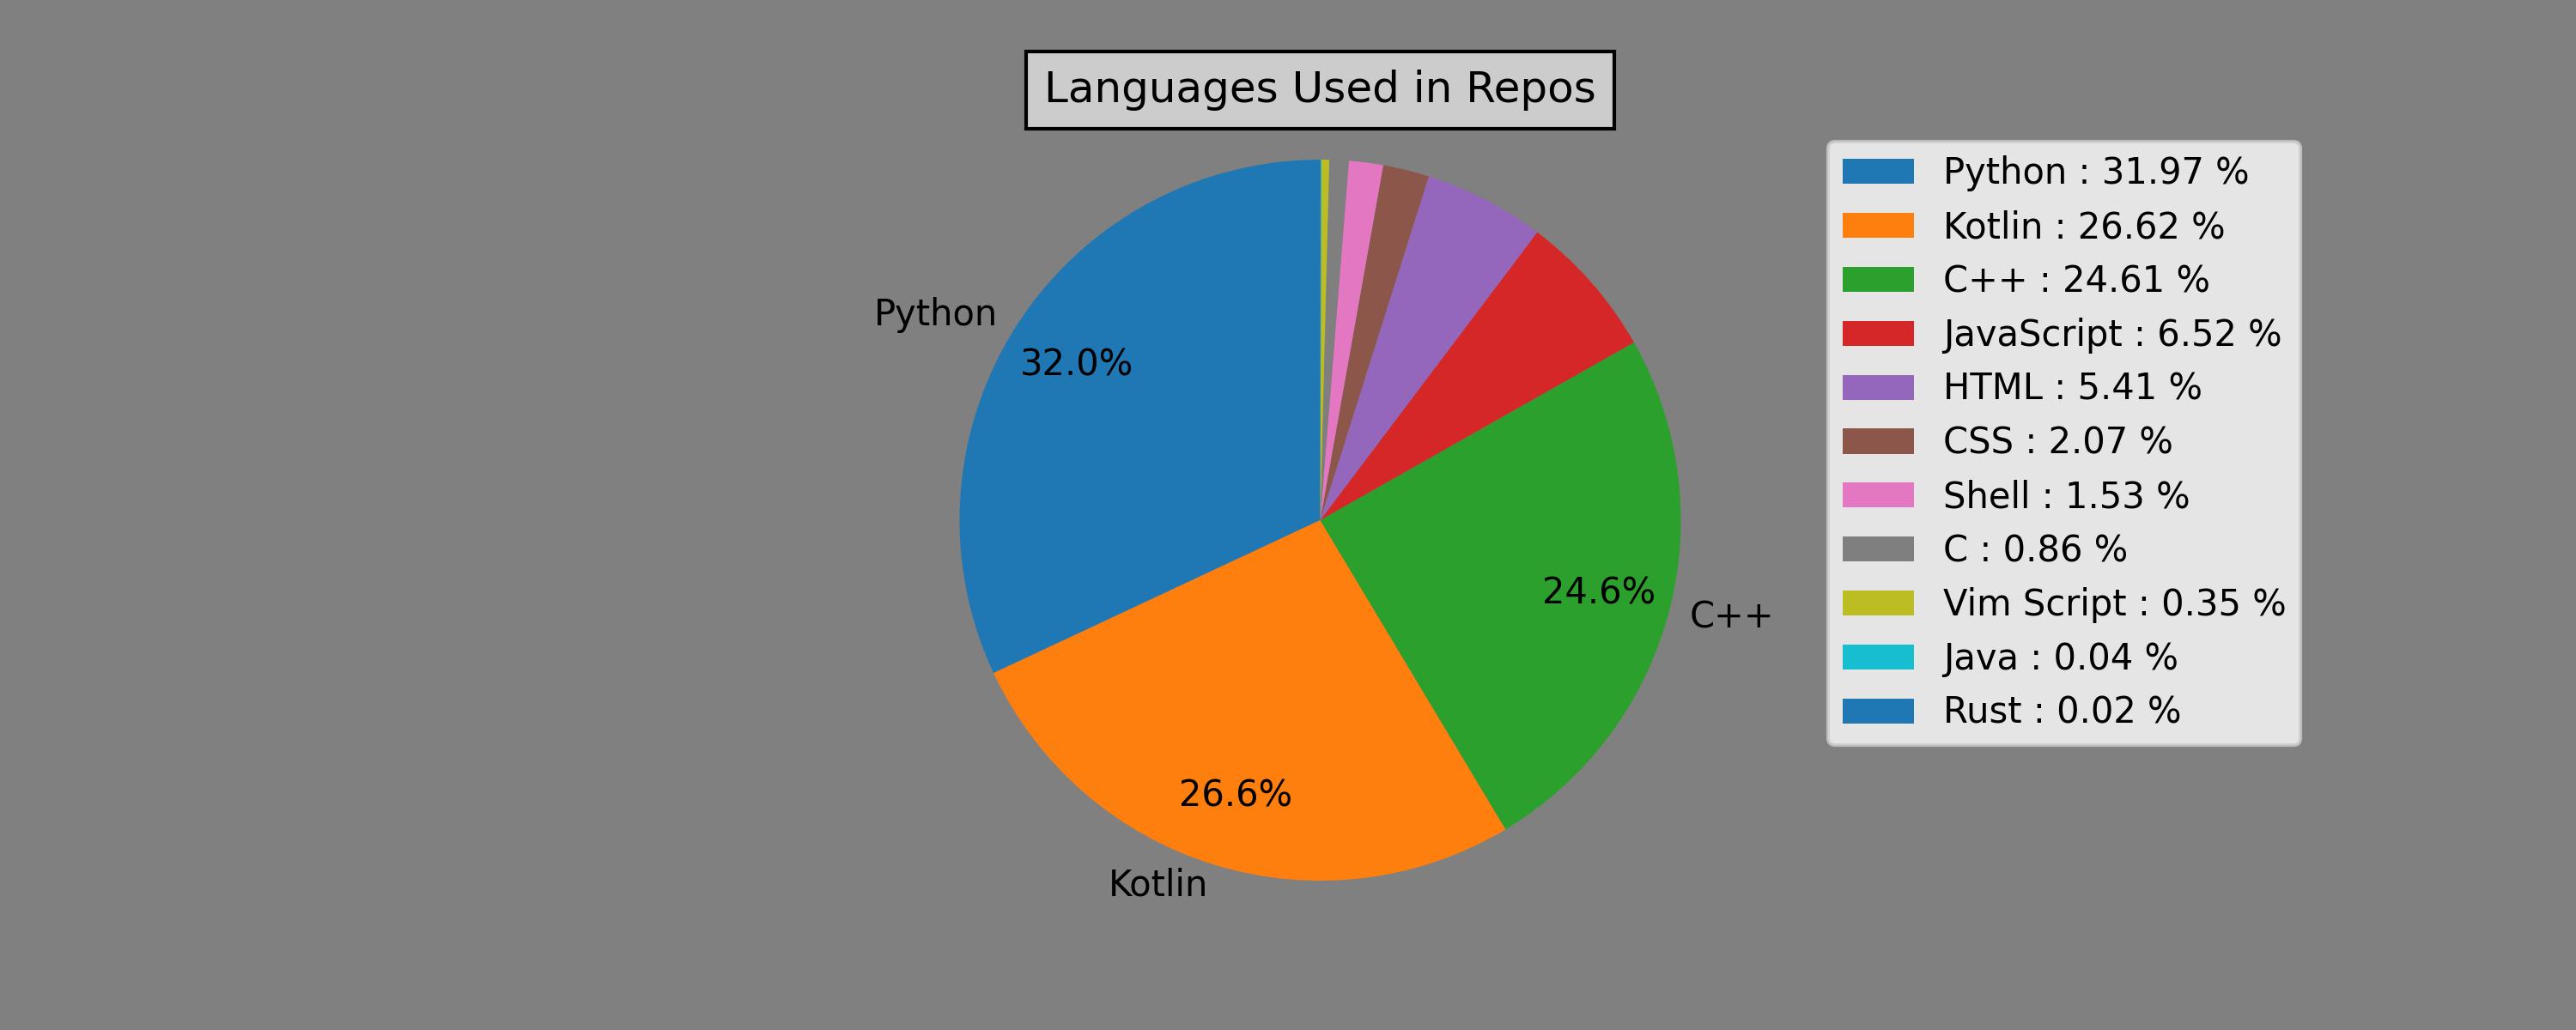 Languages Used in Repos
Python
32.0%
24.6%
C++
26.6%
Kotlin
Python : 31.97 %
Kotlin : 26.62 %
C++ : 24.61 %
JavaScript : 6.52 %
HTML : 5.41 %
CSS : 2.07 %
Shell : 1.53 %
C : 0.86 %
Vim Script : 0.35 %
Java : 0.04 %
Rust : 0.02 %